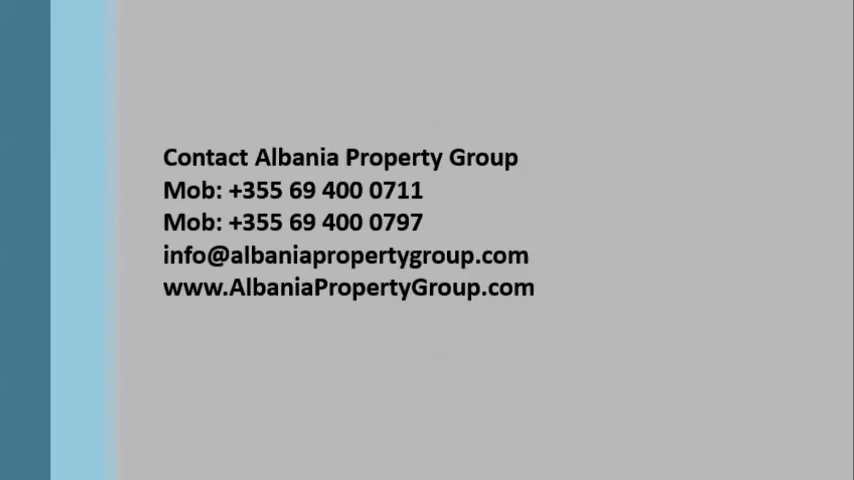 Contact Albania Property Group
Mob: +355 69 400 0711
Mob: +355 69 400 0797
info@albaniapropertygroup.com
www.AlbaniaPropertyGroup.com